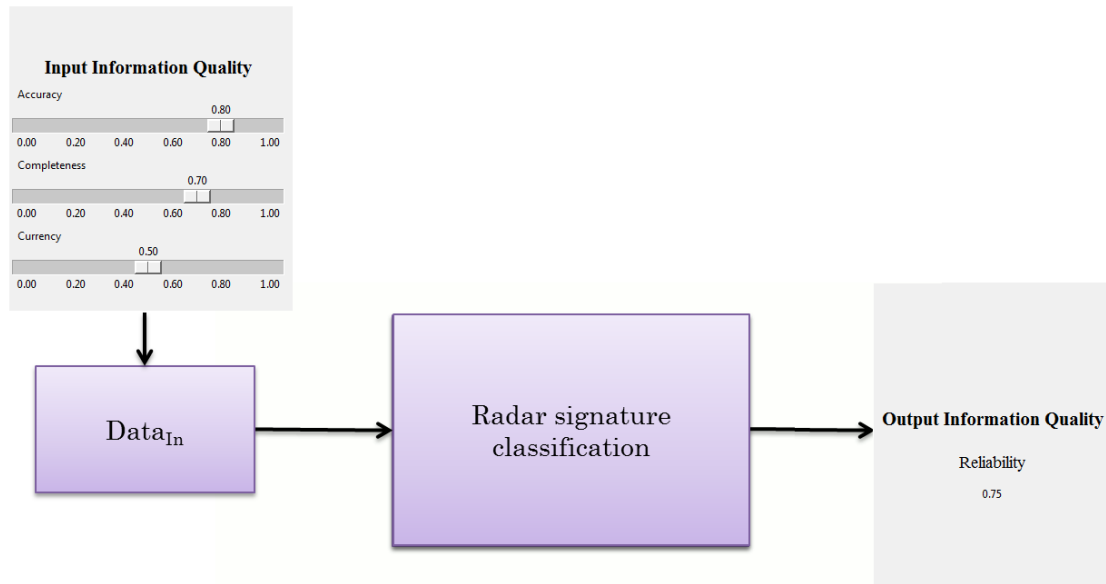 Input Information Quality
Accuracy
0.80
0.00 0.20 0.40 0.60 0.80 1.00
Completeness
0.70
0.00 0.20 0.40 0.60 0.80 1.00
Currency
0.50
0.00 0.20 0.40 0.60 0.80 1.00
DataIn
Radar signature
classification
Output Information Quality
Reliability
0.75